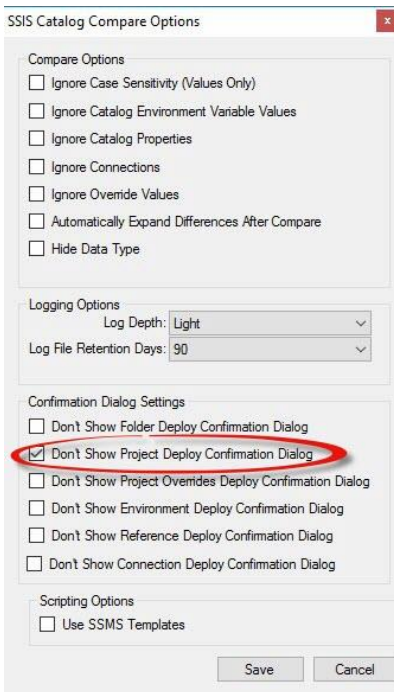 SSIS Catalog Compare Options
x
Compare Options
Ignore Case Sensitivity (Values Only)
Ignore Catalog Environment Variable Values
Ignore Catalog Properties
Ignore Connections
Ignore Override Values
Automatically Expand Differences After Compare
Hide Data Type
Logging Options
Log Depth: Light
Log File Retention Days: 90
Confirmation Dialog Settings
Don't Show Folder Deploy Confirmation Dialog
Don't Show Project Deploy Confirmation Dialog
Don't Show Project Overrides Deploy Confirmation Dialog
Don't Show Environment Deploy Confirmation Dialog
Don't Show Reference Deploy Confirmation Dialog
Don't Show Connection Deploy Confirmation Dialog
Scripting Options
Use SSMS Templates
Save Cancel